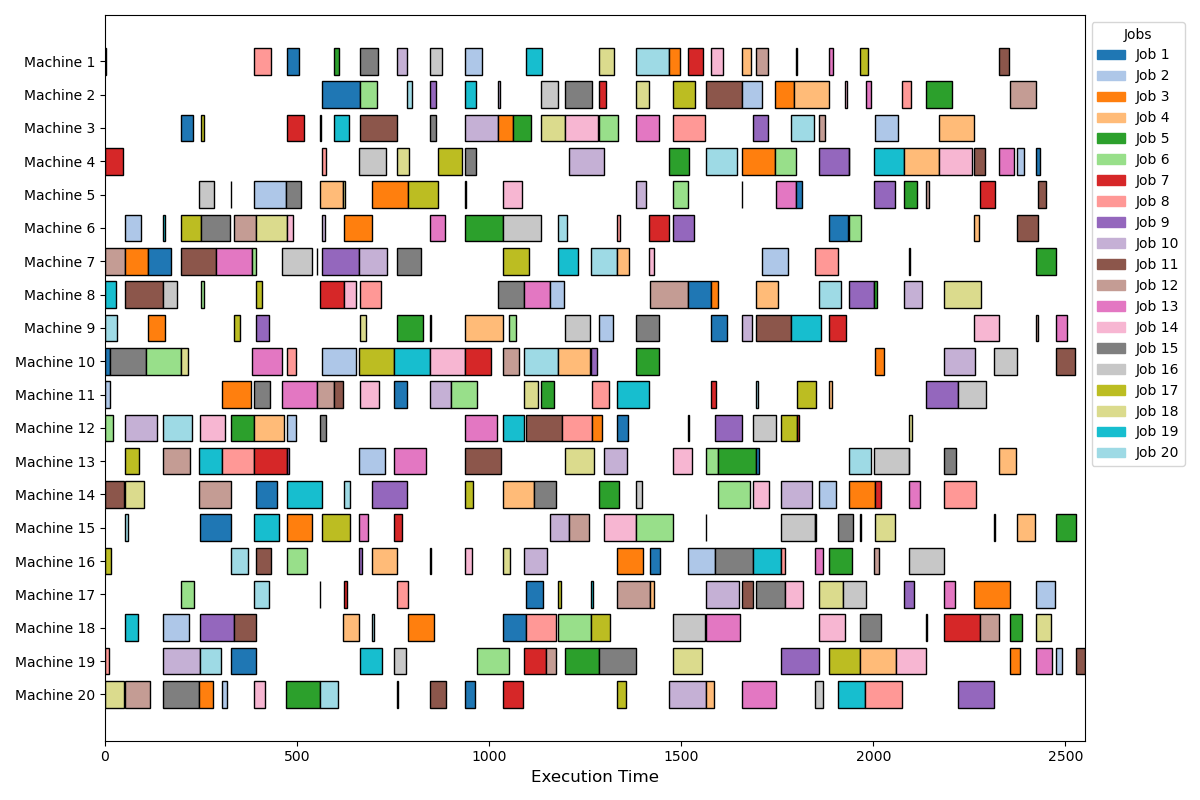 Machine 1
Machine 2
Machine 3
Machine 4
Machine 5
Machine 6
Machine 7
Machine 8
Machine 9
Machine 10
Machine 11
Machine 12
Machine 13
Machine 14
Machine 15
Machine 16
Machine 17
Machine 18
Machine 19
Machine 20
0 500 1000 1500 2000 2500
Execution Time
Jobs
Job 1
Job 2
Job 3
Job 4
Job 5
Job 6
Job 7
Job 8
Job 9
Job 10
Job 11
Job 12
Job 13
Job 14
Job 15
Job 16
Job 17
Job 18
Job 19
Job 20